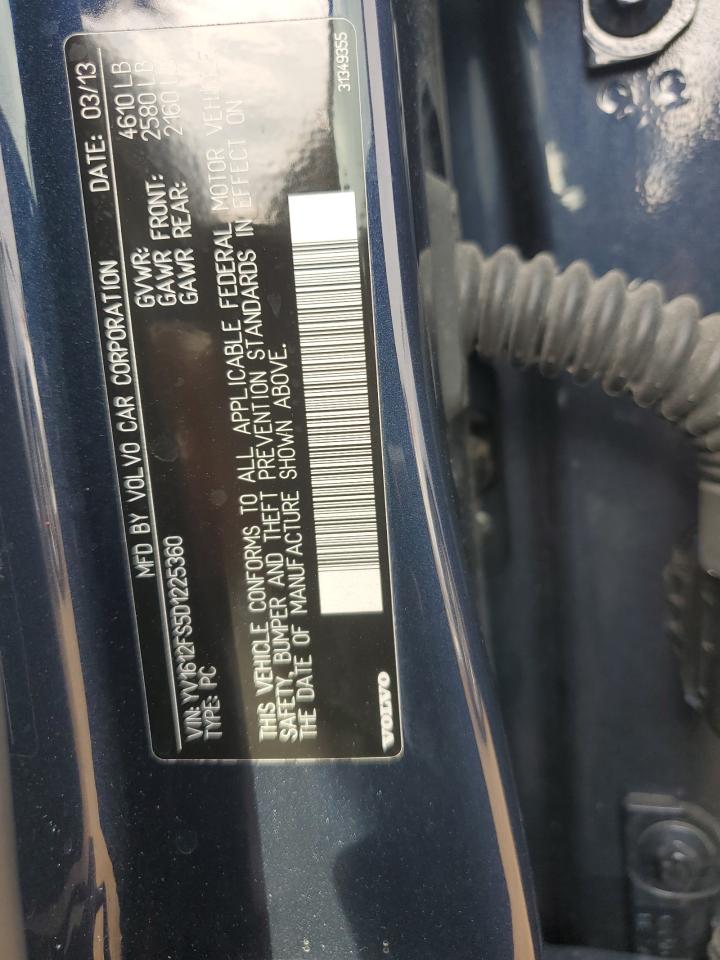 MFD BY VOLVO CAR CORPORATION DATE: 03/13
GVWR: 4610 LB
GAWR FRONT: 2580 LB
VIN: YV1612FS5D1225360 GAWR REAR: 2160 LB
TYPE: PC
THIS VEHICLE CONFORMS TO ALL APPLICABLE FEDERAL MOTOR VEHICLE
SAFETY, BUMPER AND THEFT PREVENTION STANDARDS IN EFFECT ON
THE DATE OF MANUFACTURE SHOWN ABOVE.
VOLVO 31349355